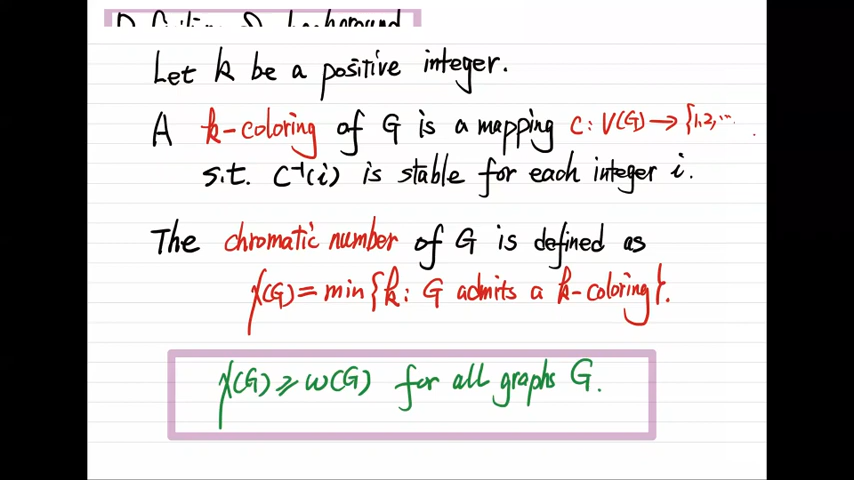 Let k be a positive integer.
A k-coloring of G is a mapping c: V(G) → {1,2,...
s.t. C⁻¹(i) is stable for each integer i.
The chromatic number of G is defined as
χ(G) = min{k: G admits a k-coloring}.
χ(G) ≥ ω(G) for all graphs G.